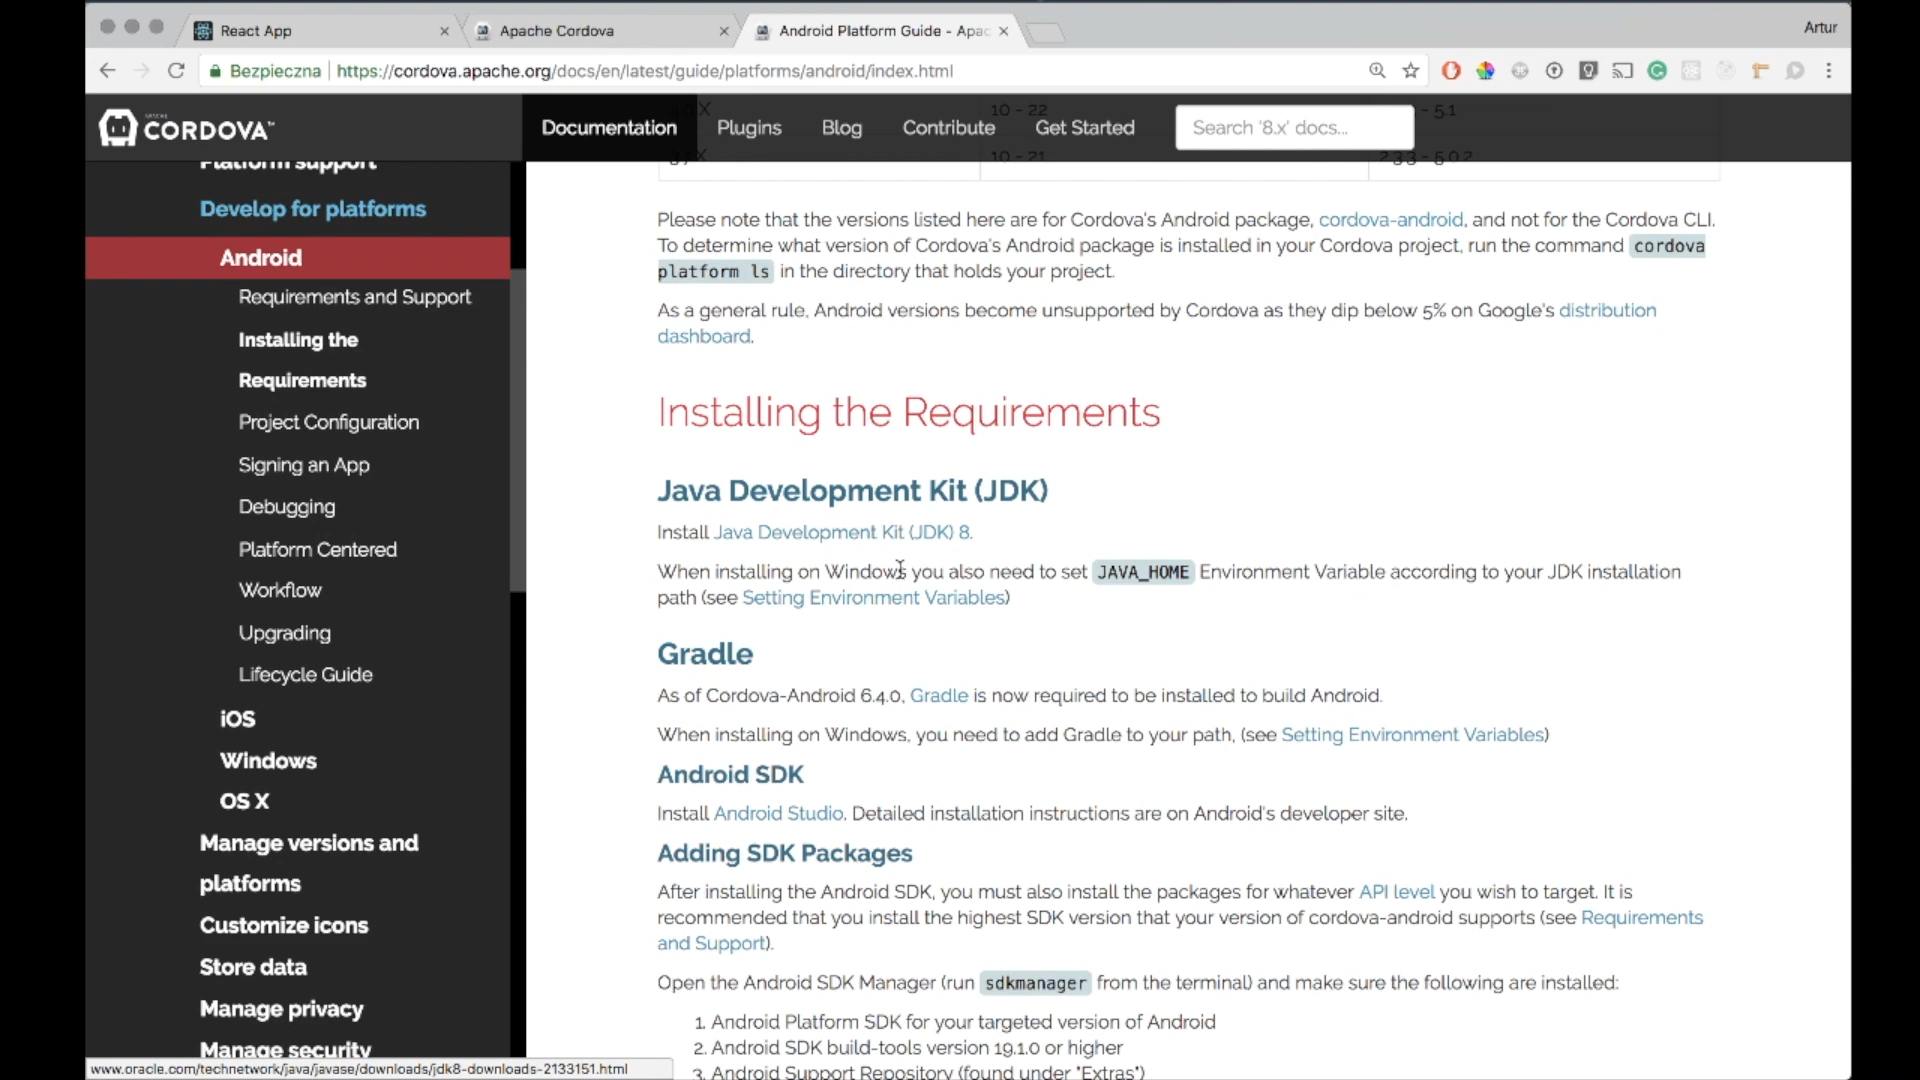 React App
Apache Cordova
Android Platform Guide - Apac
Artur
Bezpieczna
https://cordova.apache.org/docs/en/latest/guide/platforms/android/index.html
CORDOVA™
Documentation
Plugins
Blog
Contribute
Get Started
Search '8.x' docs...
10 - 22
- 5.1
10 - 21
2.3.3 - 5.0.2
Platform support
Develop for platforms
Android
Requirements and Support
Installing the
Requirements
Project Configuration
Signing an App
Debugging
Platform Centered
Workflow
Upgrading
Lifecycle Guide
iOS
Windows
OS X
Manage versions and
platforms
Customize icons
Store data
Manage privacy
Manage security
Please note that the versions listed here are for Cordova's Android package, cordova-android, and not for the Cordova CLI.
To determine what version of Cordova's Android package is installed in your Cordova project, run the command cordova
platform ls in the directory that holds your project.
As a general rule, Android versions become unsupported by Cordova as they dip below 5% on Google's distribution
dashboard.
Installing the Requirements
Java Development Kit (JDK)
Install Java Development Kit (JDK) 8.
When installing on Windows you also need to set JAVA_HOME Environment Variable according to your JDK installation
path (see Setting Environment Variables)
Gradle
As of Cordova-Android 6.4.0, Gradle is now required to be installed to build Android.
When installing on Windows, you need to add Gradle to your path, (see Setting Environment Variables)
Android SDK
Install Android Studio. Detailed installation instructions are on Android's developer site.
Adding SDK Packages
After installing the Android SDK, you must also install the packages for whatever API level you wish to target. It is
recommended that you install the highest SDK version that your version of cordova-android supports (see Requirements
and Support).
Open the Android SDK Manager (run sdkmanager from the terminal) and make sure the following are installed:
1. Android Platform SDK for your targeted version of Android
2. Android SDK build-tools version 19.1.0 or higher
3. Android Support Repository (found under "Extras")
www.oracle.com/technetwork/java/javase/downloads/jdk8-downloads-2133151.html